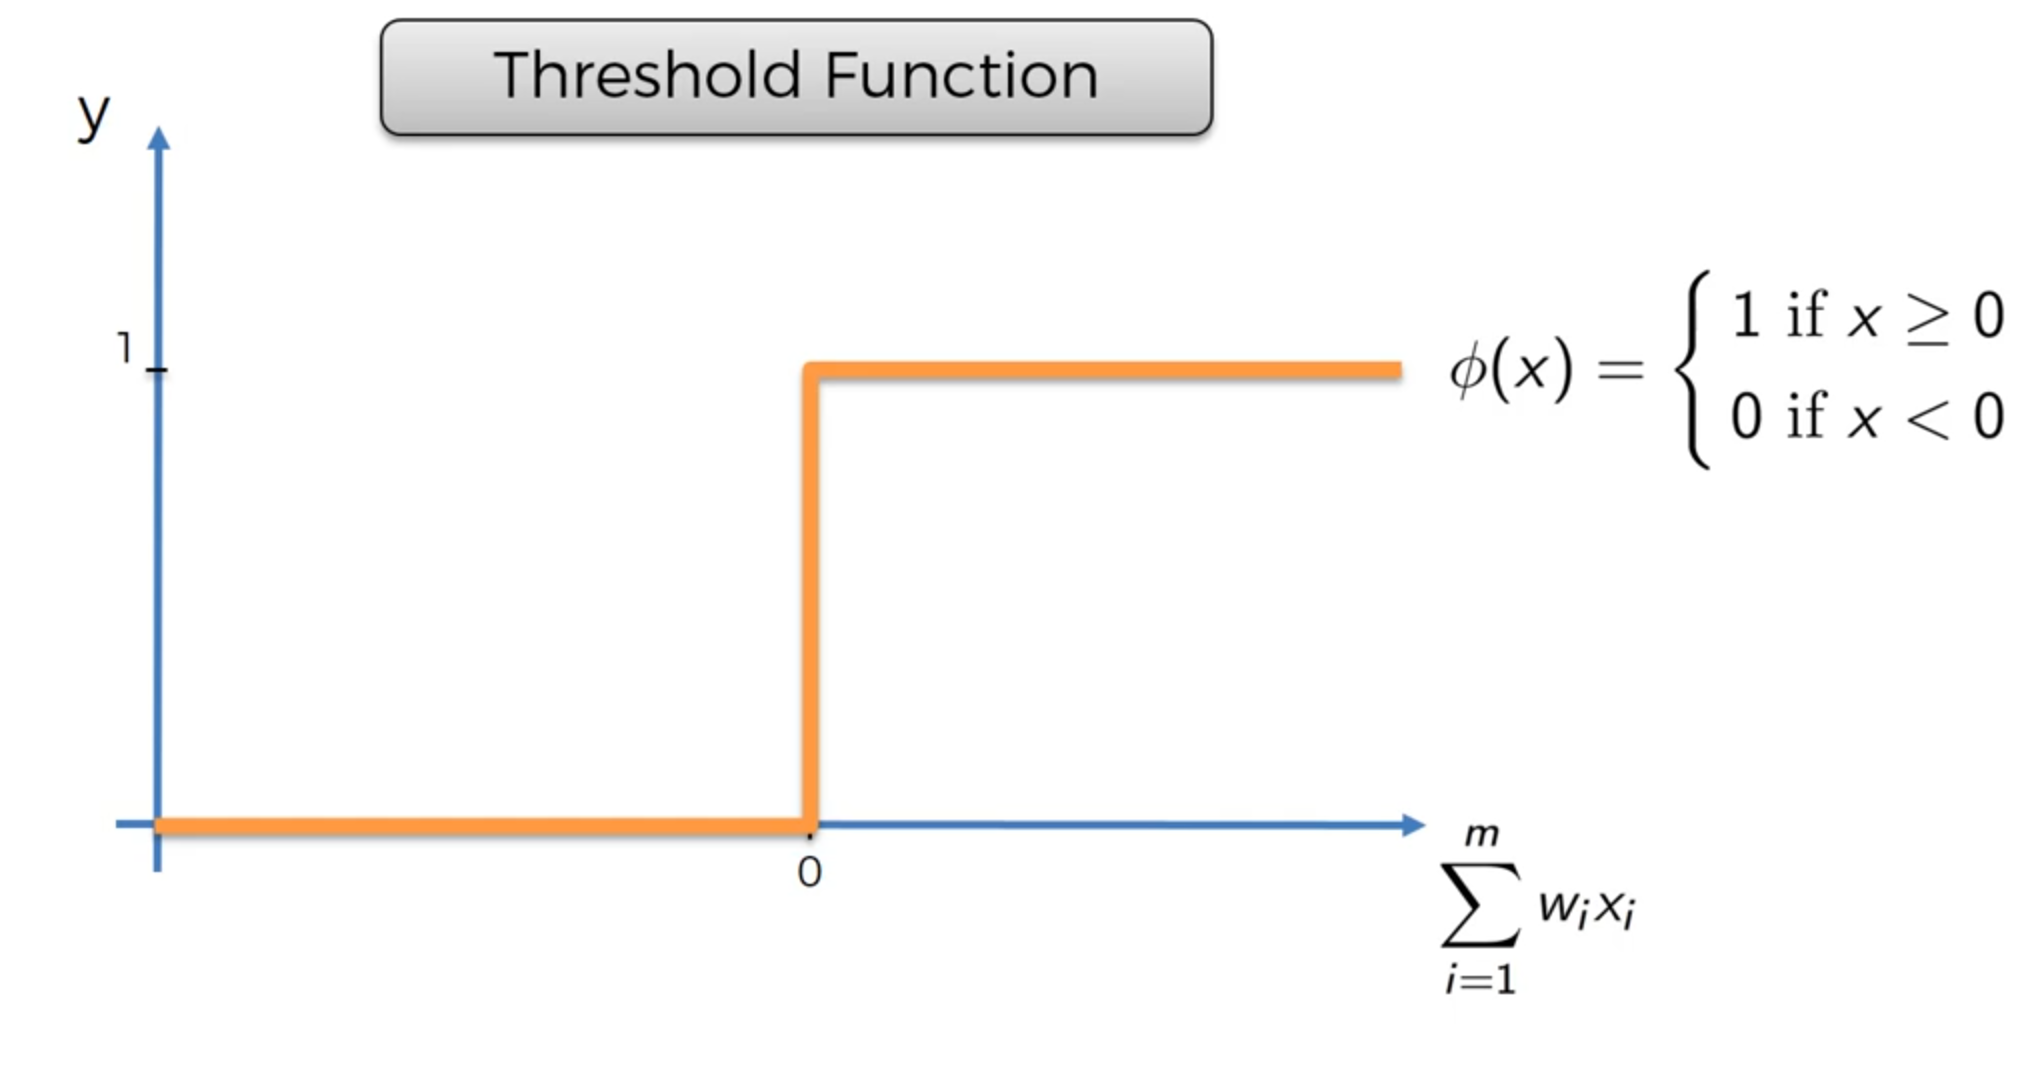 Threshold Function
y
1
ϕ(x) = { 1 if x ≥ 0
0 if x < 0
0
m
∑ wᵢxᵢ
i=1